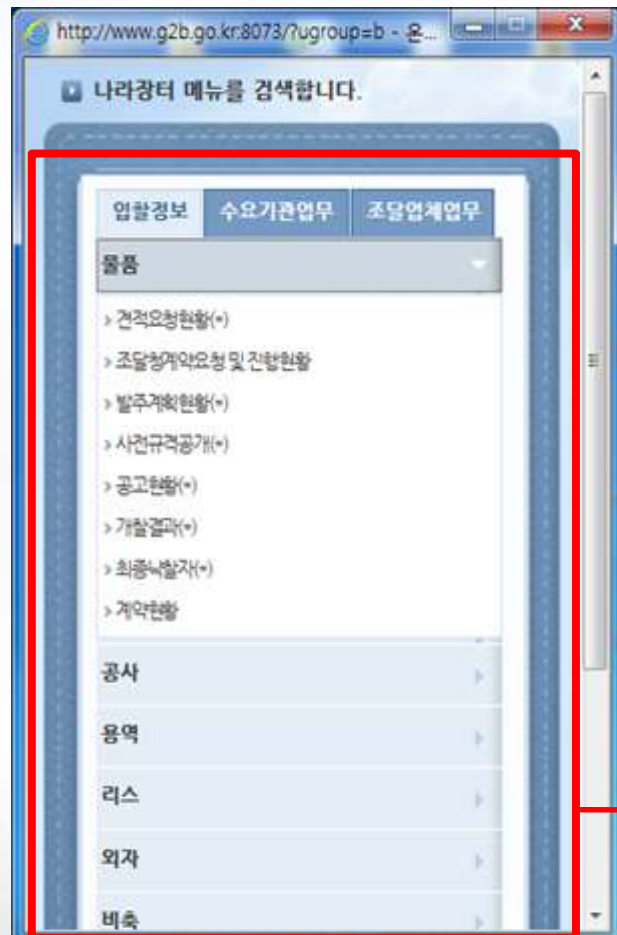 http://www.g2b.go.kr:8073/?ugroup=b - 온...
나라장터 메뉴를 검색합니다.
입찰정보 수요기관업무 조달업체업무
물품
› 견적요청현황(*)
› 조달청계약요청 및 진행현황
› 발주계획현황(*)
› 사전규격공개(*)
› 공고현황(*)
› 개찰결과(*)
› 최종낙찰자(*)
› 계약현황
공사
용역
리스
외자
비축